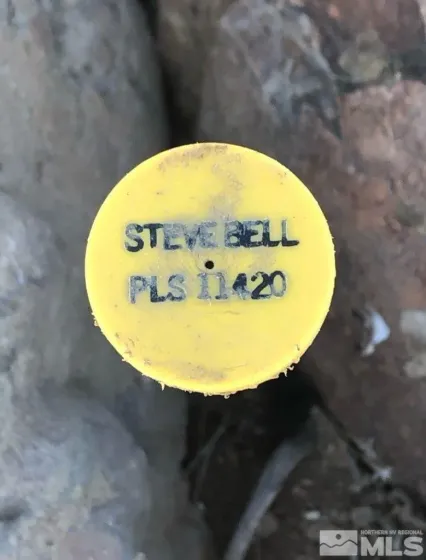 STEVE BELL
PLS 11420
NORTHERN NV REGIONAL
MLS